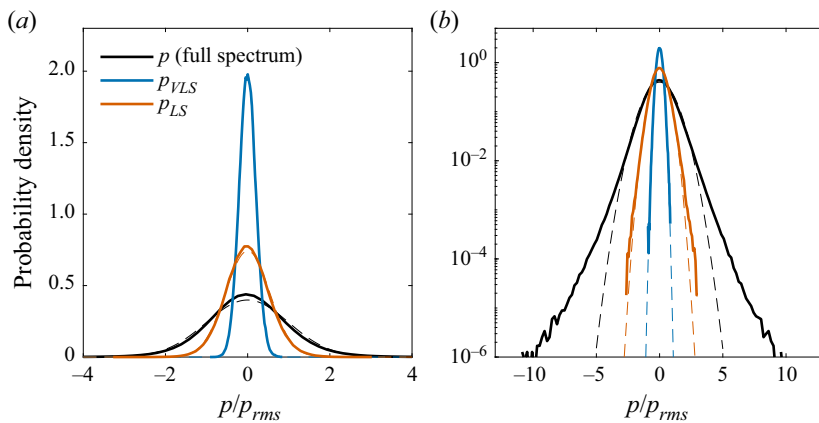 (a)
(b)
p (full spectrum)
p_VLS
p_LS
Probability density
2.0
1.5
1.0
0.5
0
−4
−2
0
2
4
p/p_rms
10^0
10^−2
10^−4
10^−6
−10
−5
0
5
10
p/p_rms